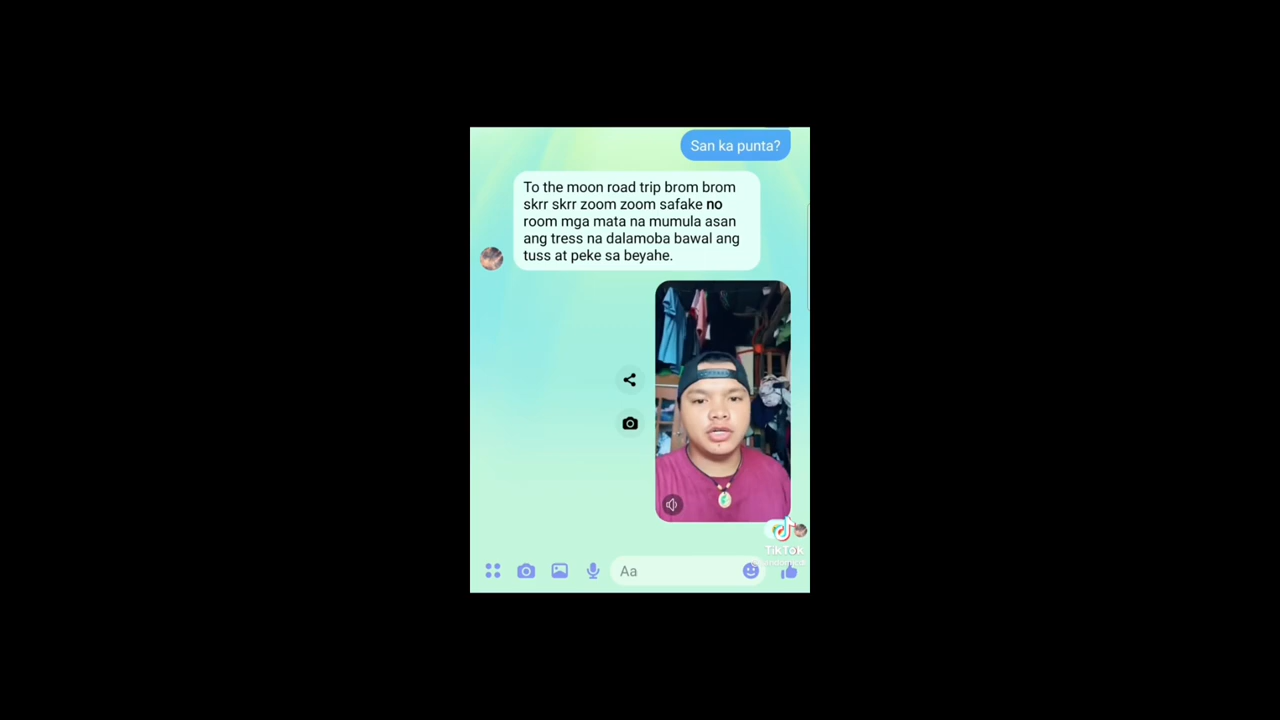 San ka punta?
To the moon road trip brom brom
skrr skrr zoom zoom safake no
room mga mata na mumula asan
ang tress na dalamoba bawal ang
tuss at peke sa beyahe.
TikTok
Aa